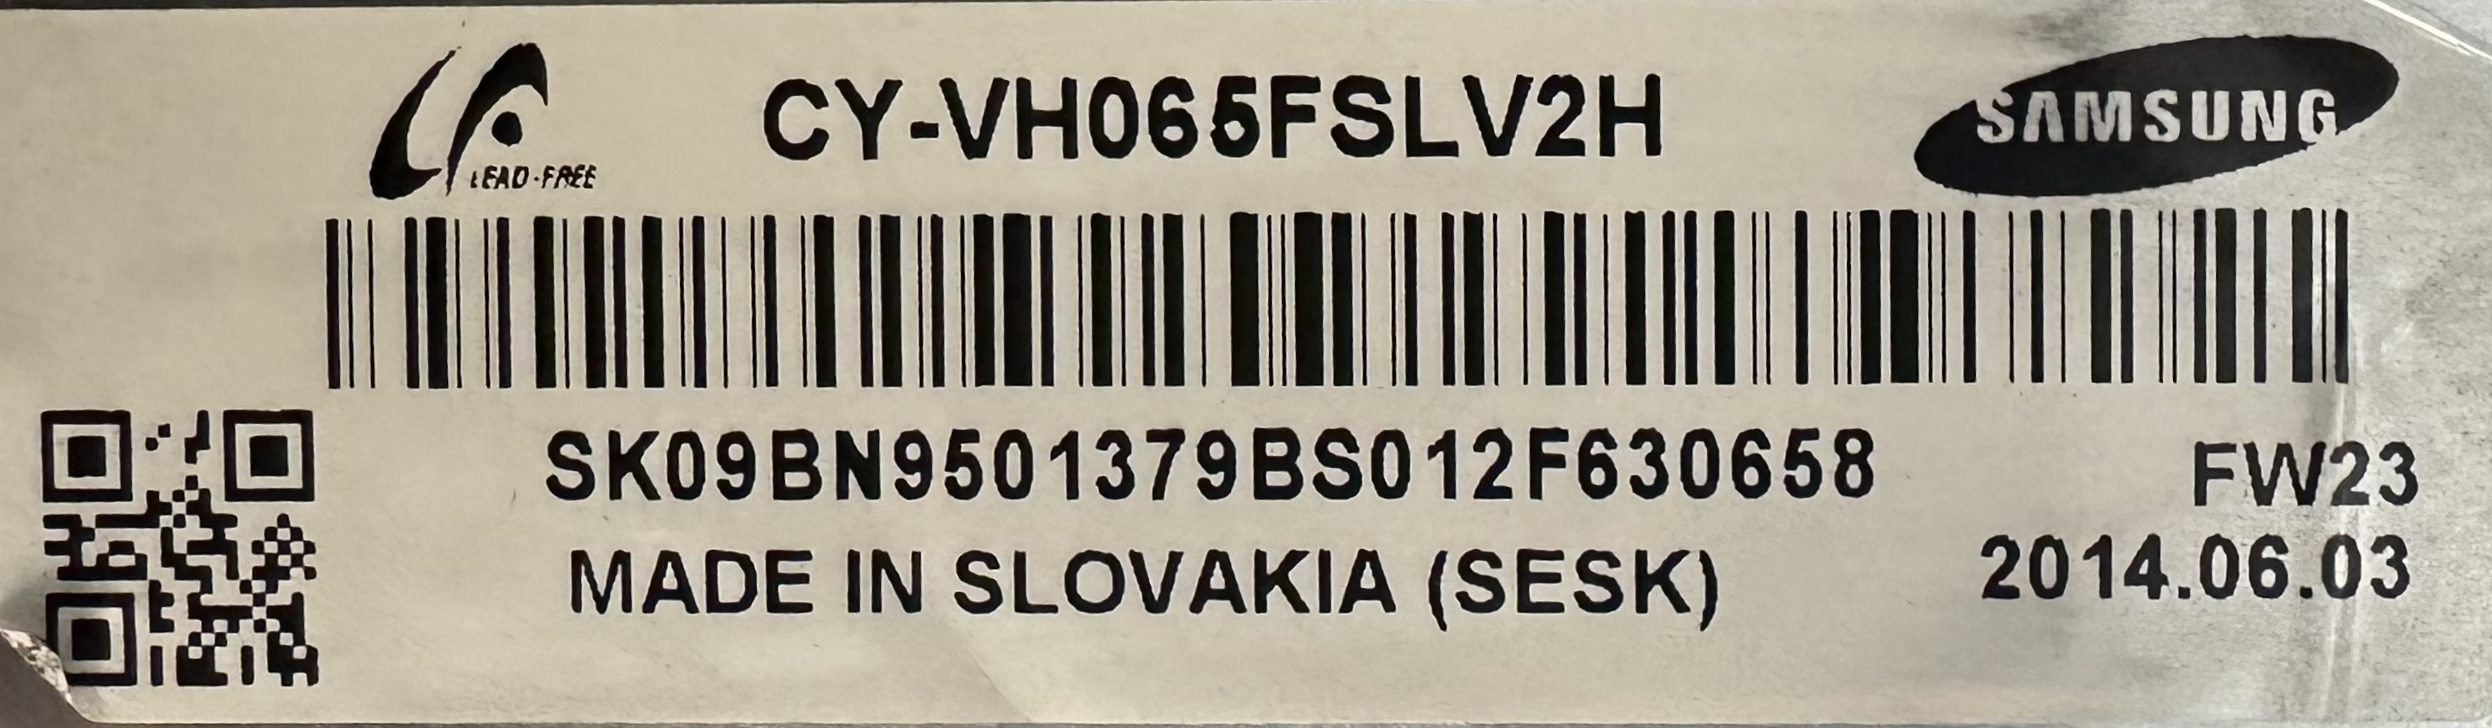 LEAD-FREE
CY-VH065FSLV2H
SAMSUNG
SK09BN9501379BS012F630658
FW23
MADE IN SLOVAKIA (SESK)
2014.06.03